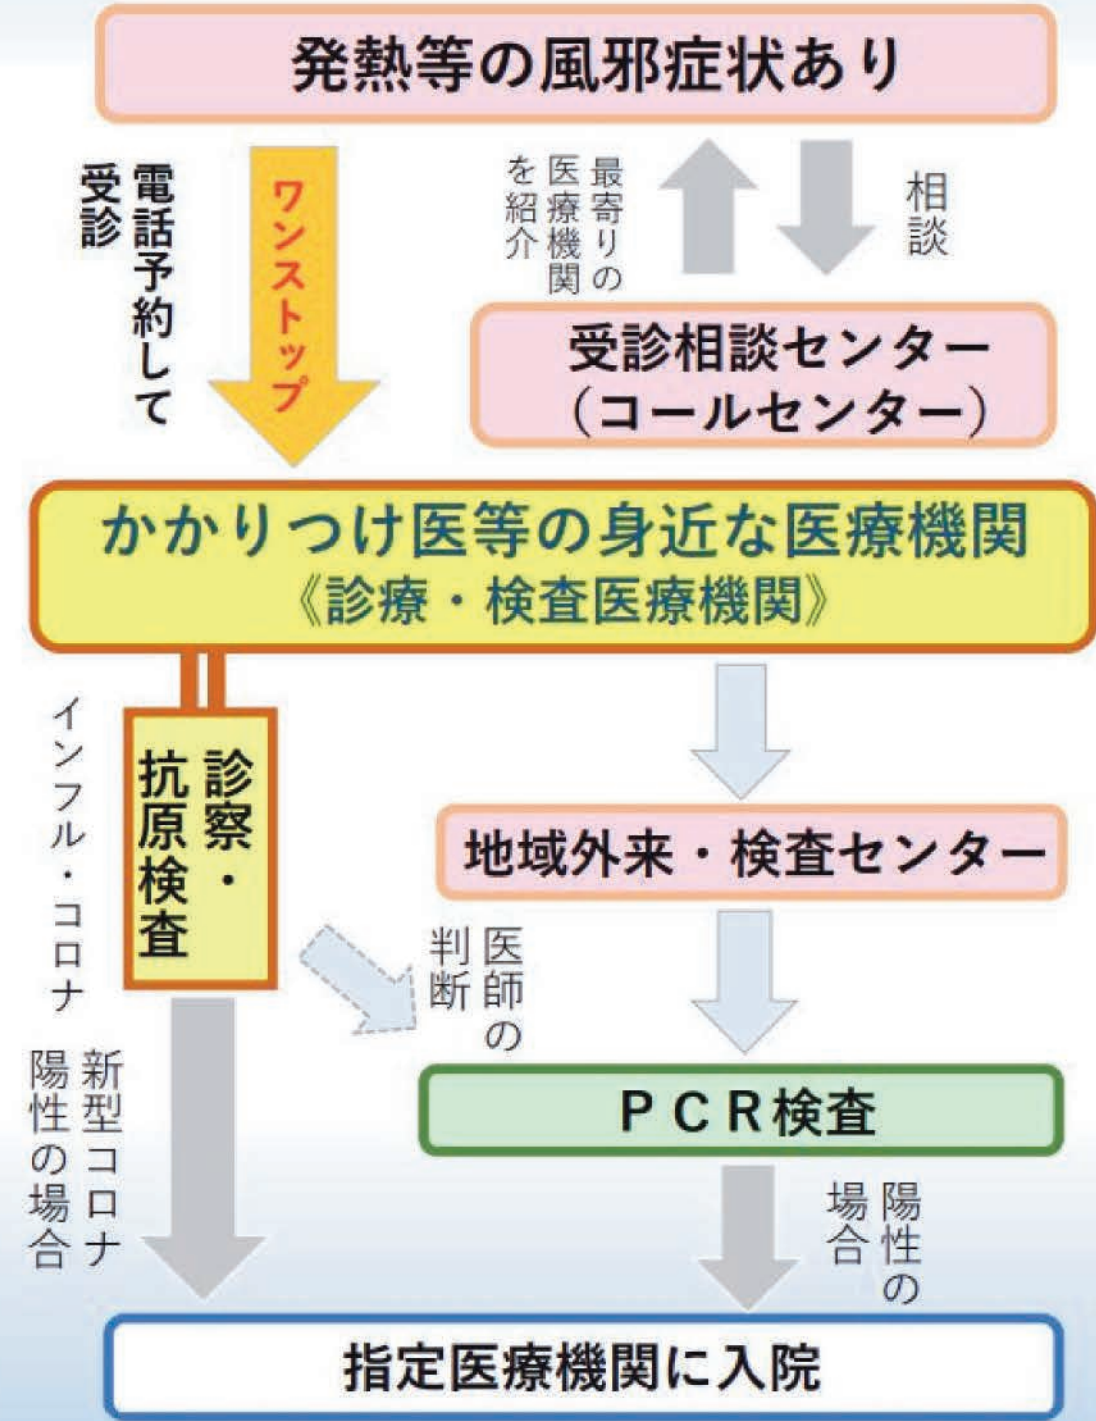 発熱等の風邪症状あり
電話予約して
受診
ワンストップ
最寄りの
医療機関
を紹介
相談
受診相談センター
(コールセンター)
かかりつけ医等の身近な医療機関
《診療・検査医療機関》
インフル・コロナ
診察・
抗原検査
地域外来・検査センター
医師の
判断
新型コロナ
陽性の場合
ＰＣＲ検査
陽性の
場合
指定医療機関に入院